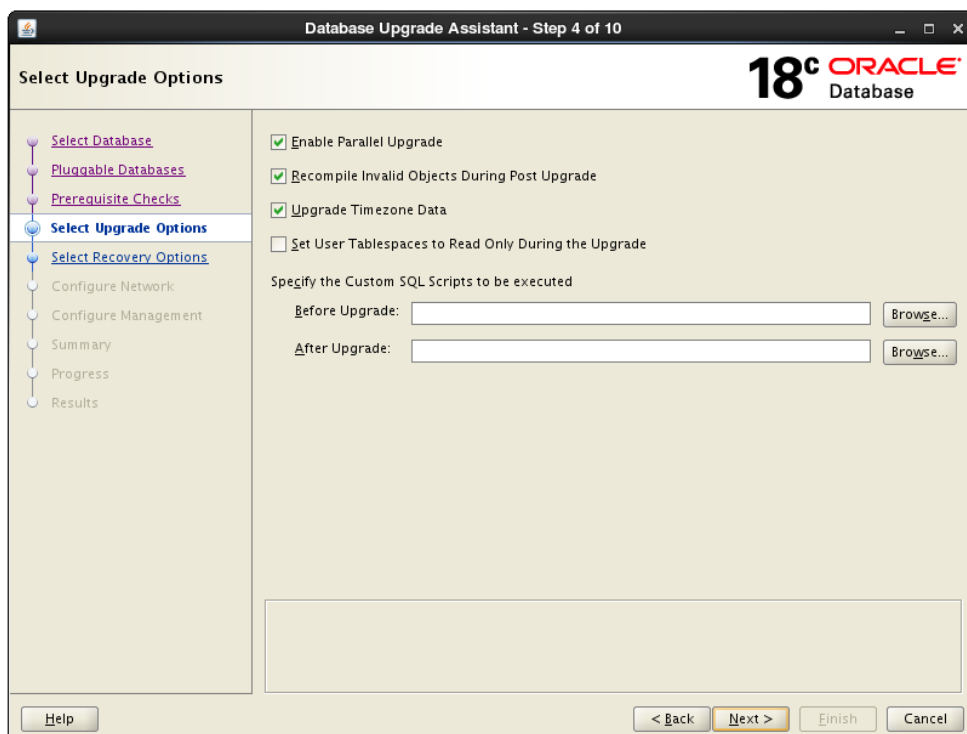 Database Upgrade Assistant - Step 4 of 10
Select Upgrade Options
18c ORACLE
Database
Select Database
Pluggable Databases
Prerequisite Checks
Select Upgrade Options
Select Recovery Options
Configure Network
Configure Management
Summary
Progress
Results
Enable Parallel Upgrade
Recompile Invalid Objects During Post Upgrade
Upgrade Timezone Data
Set User Tablespaces to Read Only During the Upgrade
Specify the Custom SQL Scripts to be executed
Before Upgrade: Browse...
After Upgrade: Browse...
Help < Back Next > Finish Cancel